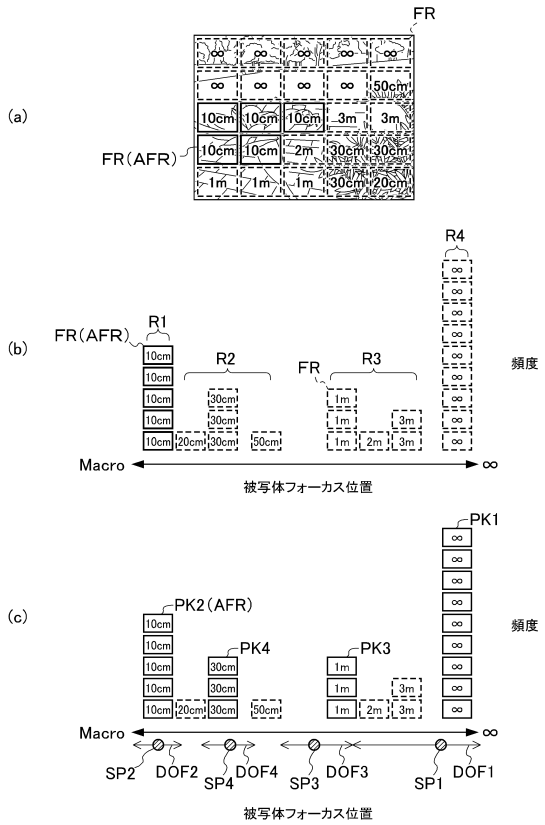 FR
(a)
∞ ∞ ∞ ∞ ∞
∞ ∞ ∞ ∞ 50cm
10cm 10cm 10cm 3m 3m
FR(AFR) 10cm 10cm 2m 30cm 30cm
1m 1m 1m 30cm 20cm
R4
∞
∞
∞
R1
FR(AFR) ∞
(b) 10cm R2 R3 ∞ 頻度
10cm FR ∞
10cm 30cm 1m ∞
10cm 30cm 1m 3m ∞
10cm 20cm 30cm 50cm 1m 2m 3m ∞
Macro ∞
被写体フォーカス位置
PK1
∞
∞
∞
PK2(AFR) ∞
(c) 10cm ∞ 頻度
10cm PK4 PK3 ∞
10cm 30cm 1m ∞
10cm 30cm 1m 3m ∞
10cm 20cm 30cm 50cm 1m 2m 3m ∞
Macro ∞
SP2 DOF2 SP4 DOF4 SP3 DOF3 SP1 DOF1
被写体フォーカス位置